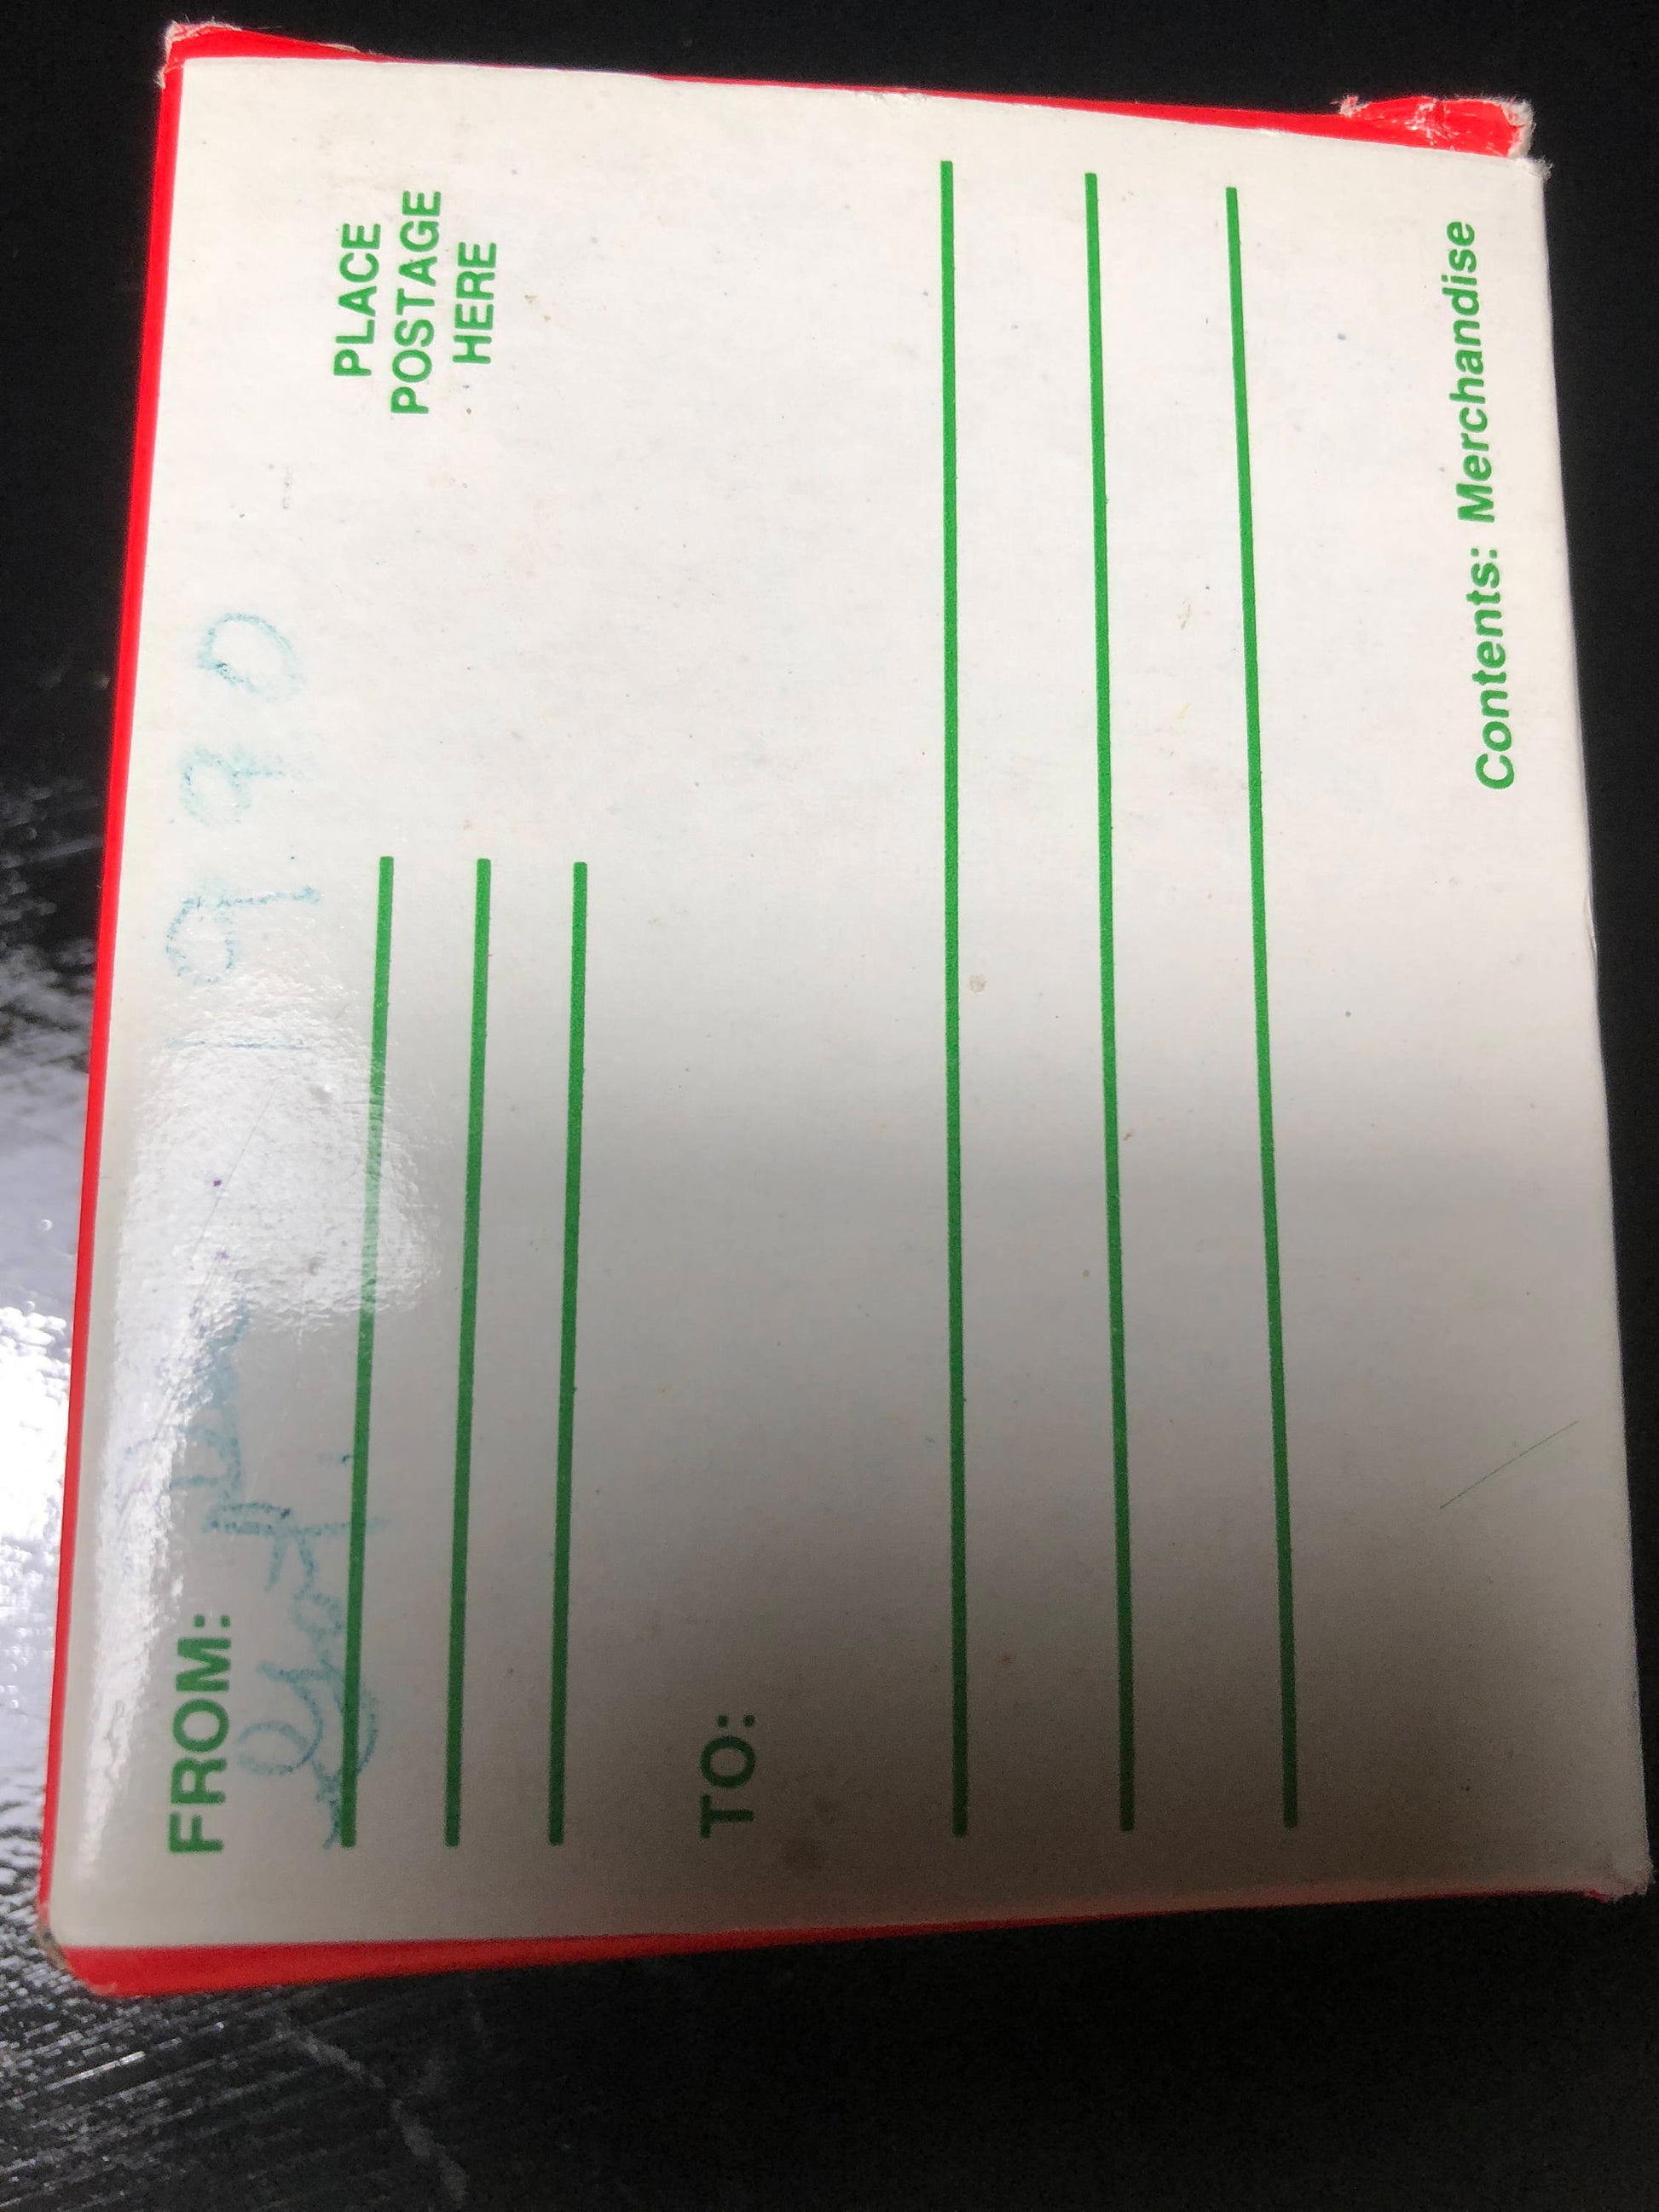 FROM:
PLACE
POSTAGE
HERE
TO:
Contents: Merchandise